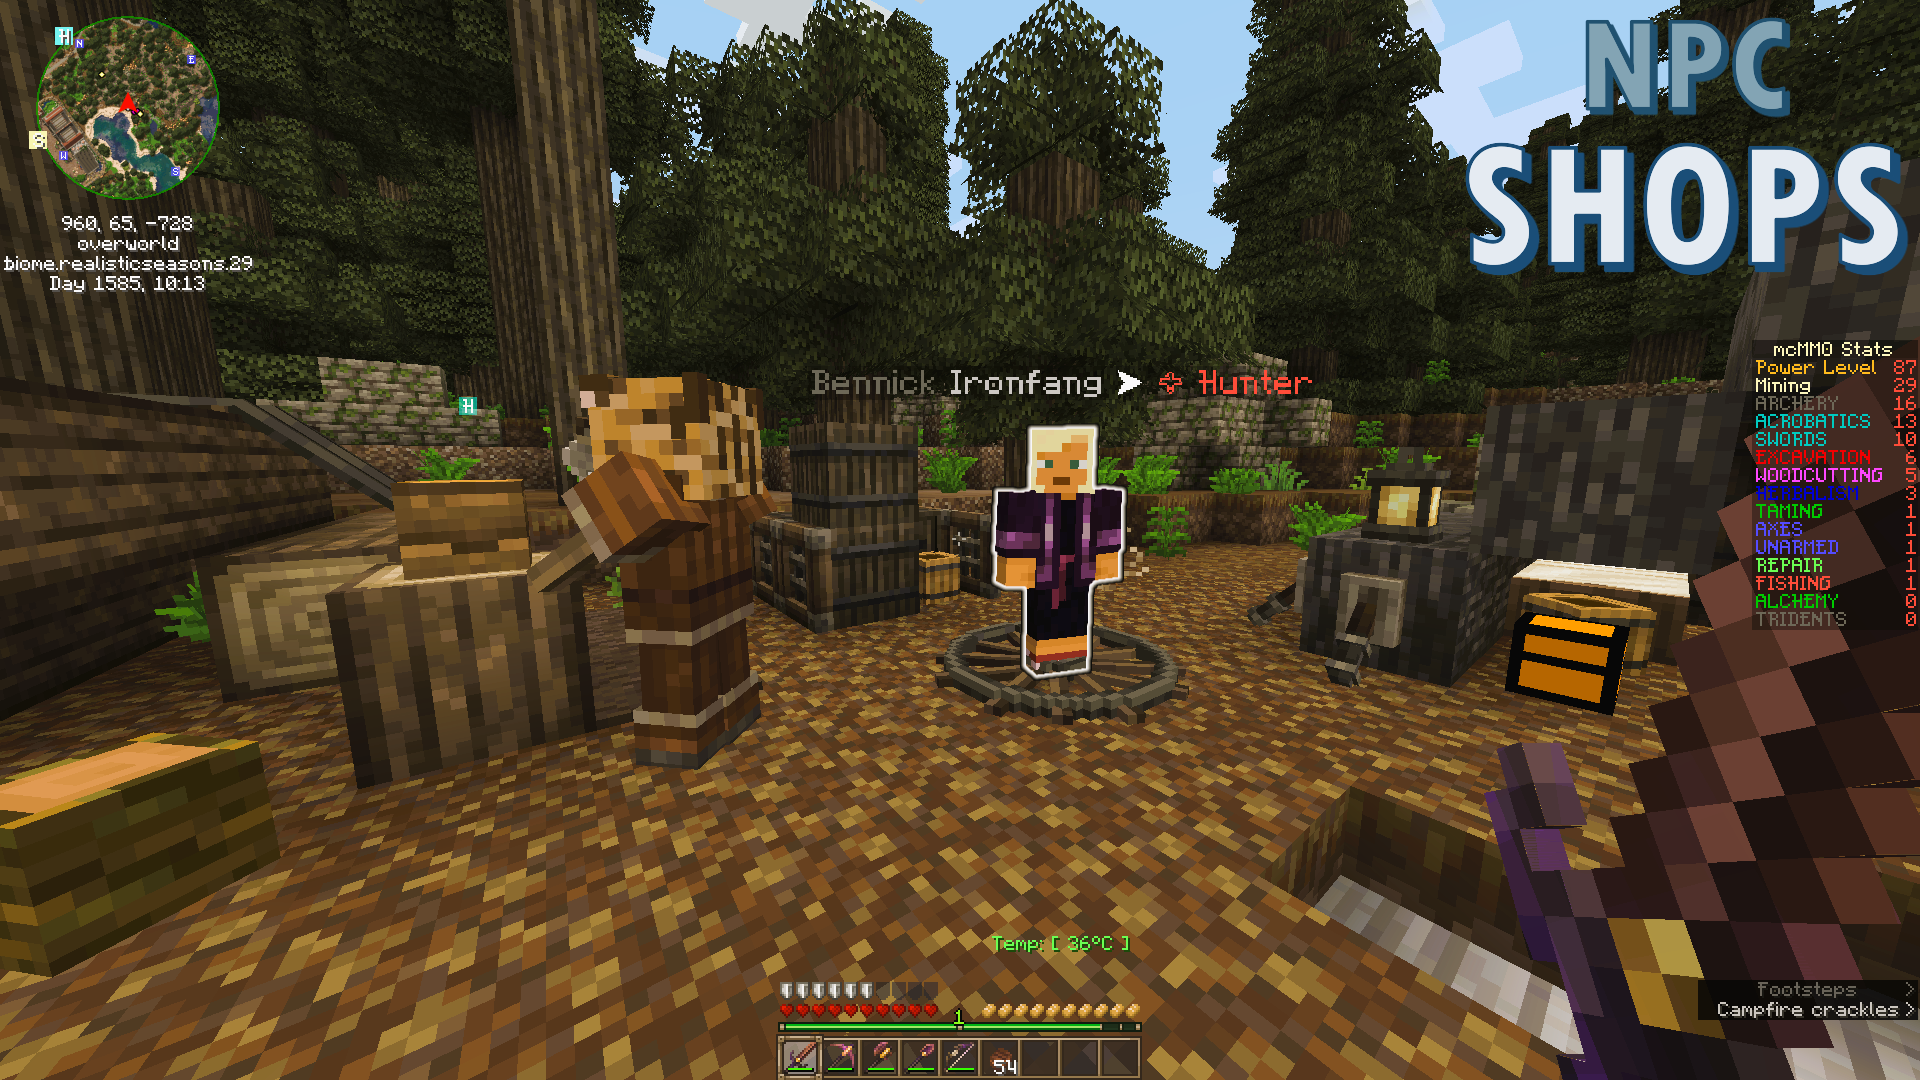 NPC
SHOPS
H
N
E
W
S
960, 65, -728
overworld
biome.realisticseasons.29
Day 1585, 10:13
H
Bennick Ironfang ➤ Hunter
mcMMO Stats
Power Level 87
Mining 29
ARCHERY 16
ACROBATICS 13
SWORDS 10
EXCAVATION 6
WOODCUTTING 5
HERBALISM 3
TAMING 1
AXES 1
UNARMED 1
REPAIR 1
FISHING 1
ALCHEMY 0
TRIDENTS 0
Temp: [ 36°C ]
1
54
Footsteps >
Campfire crackles >